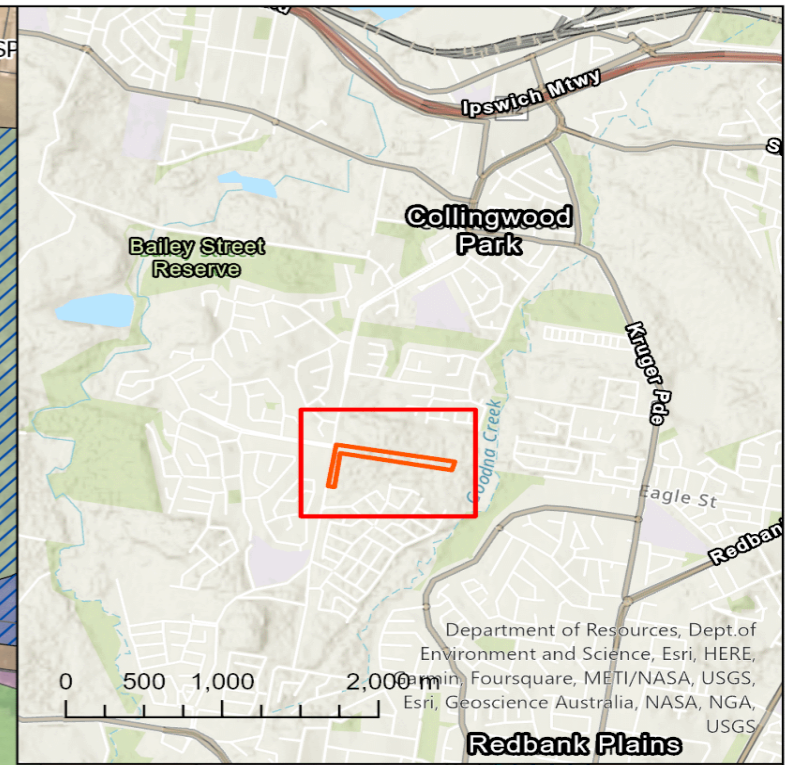 SP
Ipswich Mtwy
S
Collingwood
Park
Bailey Street
Reserve
Kruger Pde
Goodna Creek
Eagle St
Redban
Department of Resources, Dept.of
Environment and Science, Esri, HERE,
Garmin, Foursquare, METI/NASA, USGS,
Esri, Geoscience Australia, NASA, NGA,
USGS
0 500 1,000 2,000 m
Redbank Plains